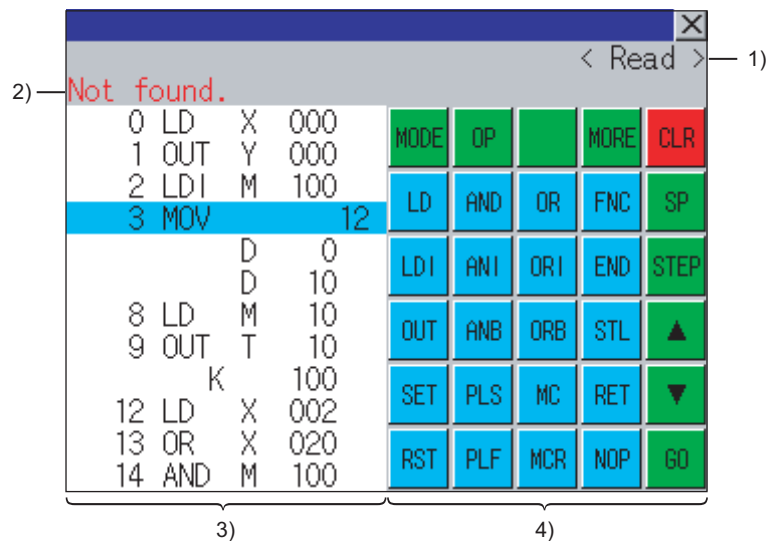 < Read >
1)
2)
Not found.
0 LD X 000
1 OUT Y 000
2 LDI M 100
3 MOV 12
D 0
D 10
8 LD M 10
9 OUT T 10
K 100
12 LD X 002
13 OR X 020
14 AND M 100
MODE OP MORE CLR
LD AND OR FNC SP
LDI ANI ORI END STEP
OUT ANB ORB STL ▲
SET PLS MC RET ▼
RST PLF MCR NOP GO
3)
4)